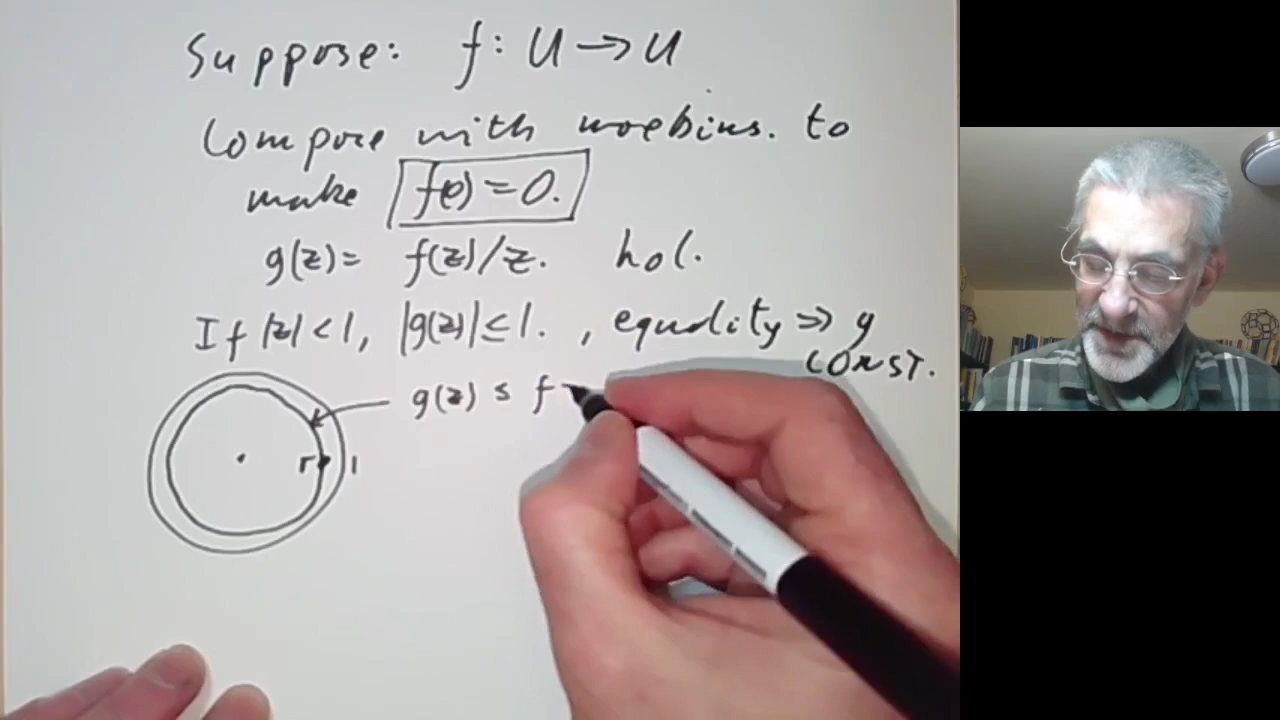 Suppose: f: U → U
Compose with moebius. to
make f(0) = 0.
g(z) = f(z)/z. hol.
If |z| < 1, |g(z)| ≤ 1. , equality ⇒ g
const.
g(z) ≤ f
r 1